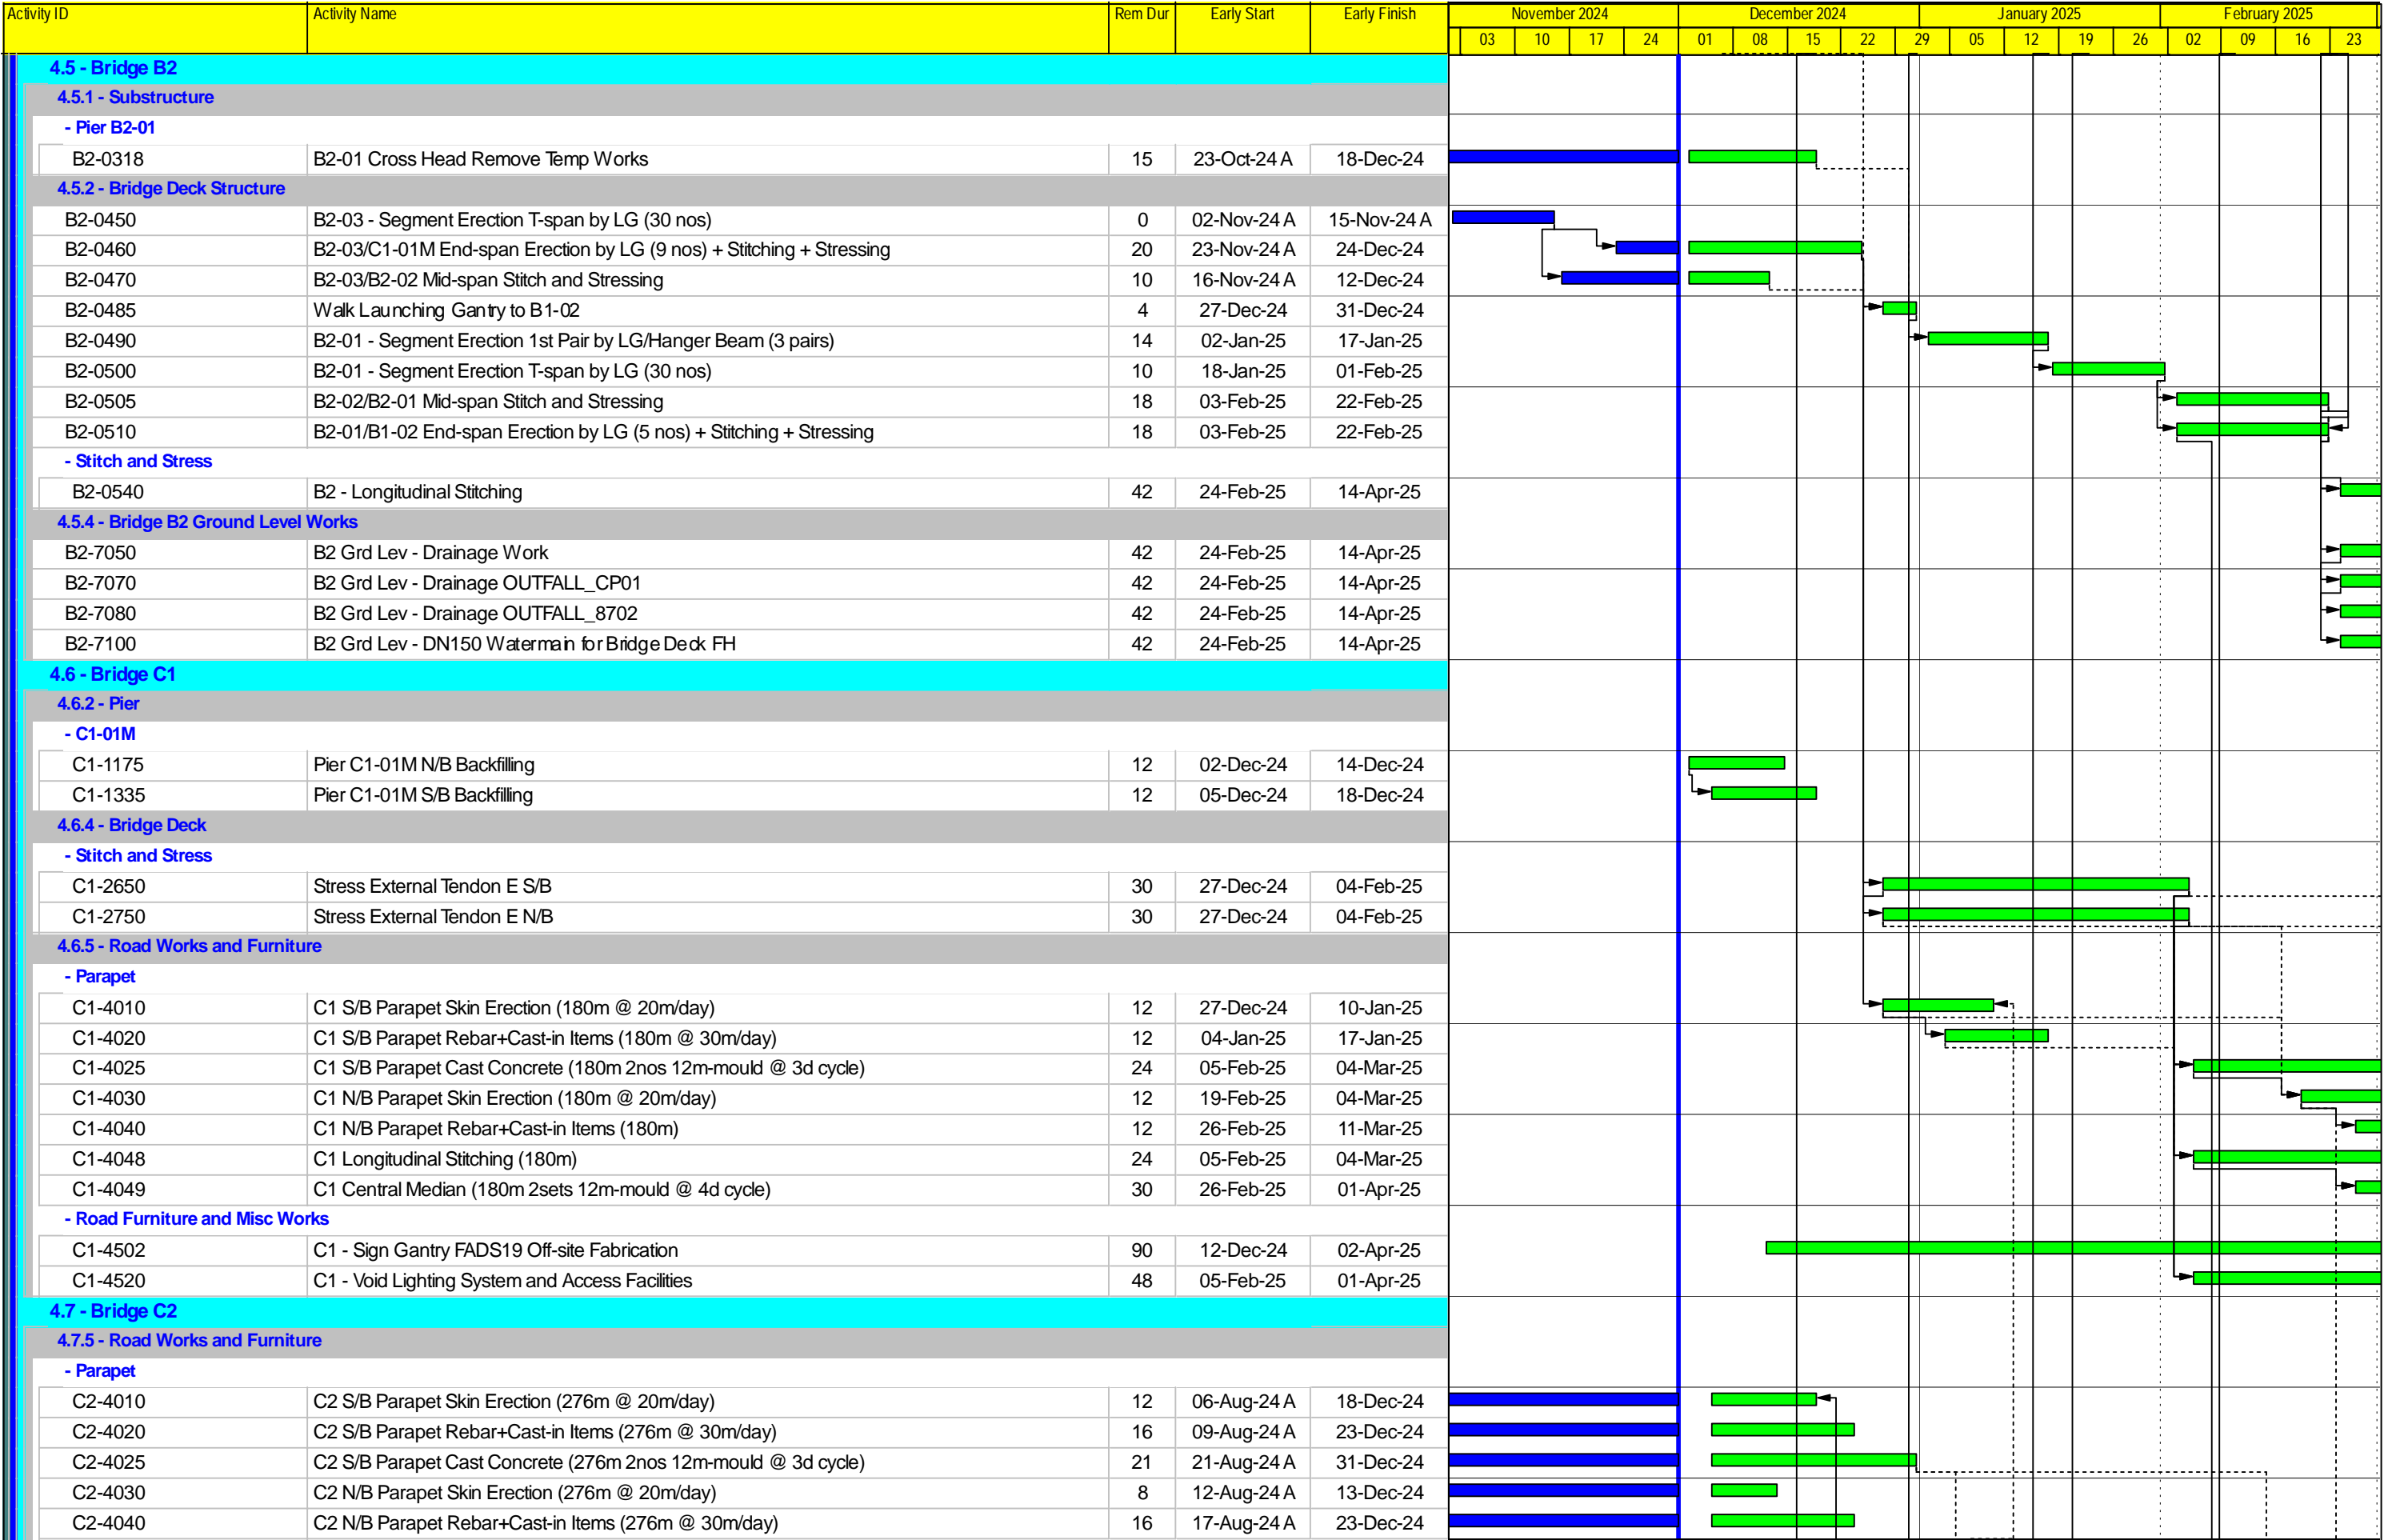 Activity ID Activity Name Rem Dur Early Start Early Finish November 2024 December 2024 January 2025 February 2025
03 10 17 24 01 08 15 22 29 05 12 19 26 02 09 16 23
4.5 - Bridge B2
4.5.1 - Substructure
- Pier B2-01
B2-0318 B2-01 Cross Head Remove Temp Works 15 23-Oct-24 A 18-Dec-24
4.5.2 - Bridge Deck Structure
B2-0450 B2-03 - Segment Erection T-span by LG (30 nos) 0 02-Nov-24 A 15-Nov-24 A
B2-0460 B2-03/C1-01M End-span Erection by LG (9 nos) + Stitching + Stressing 20 23-Nov-24 A 24-Dec-24
B2-0470 B2-03/B2-02 Mid-span Stitch and Stressing 10 16-Nov-24 A 12-Dec-24
B2-0485 Walk Launching Gantry to B1-02 4 27-Dec-24 31-Dec-24
B2-0490 B2-01 - Segment Erection 1st Pair by LG/Hanger Beam (3 pairs) 14 02-Jan-25 17-Jan-25
B2-0500 B2-01 - Segment Erection T-span by LG (30 nos) 10 18-Jan-25 01-Feb-25
B2-0505 B2-02/B2-01 Mid-span Stitch and Stressing 18 03-Feb-25 22-Feb-25
B2-0510 B2-01/B1-02 End-span Erection by LG (5 nos) + Stitching + Stressing 18 03-Feb-25 22-Feb-25
- Stitch and Stress
B2-0540 B2 - Longitudinal Stitching 42 24-Feb-25 14-Apr-25
4.5.4 - Bridge B2 Ground Level Works
B2-7050 B2 Grd Lev - Drainage Work 42 24-Feb-25 14-Apr-25
B2-7070 B2 Grd Lev - Drainage OUTFALL_CP01 42 24-Feb-25 14-Apr-25
B2-7080 B2 Grd Lev - Drainage OUTFALL_8702 42 24-Feb-25 14-Apr-25
B2-7100 B2 Grd Lev - DN150 Watermain for Bridge Deck FH 42 24-Feb-25 14-Apr-25
4.6 - Bridge C1
4.6.2 - Pier
- C1-01M
C1-1175 Pier C1-01M N/B Backfilling 12 02-Dec-24 14-Dec-24
C1-1335 Pier C1-01M S/B Backfilling 12 05-Dec-24 18-Dec-24
4.6.4 - Bridge Deck
- Stitch and Stress
C1-2650 Stress External Tendon E S/B 30 27-Dec-24 04-Feb-25
C1-2750 Stress External Tendon E N/B 30 27-Dec-24 04-Feb-25
4.6.5 - Road Works and Furniture
- Parapet
C1-4010 C1 S/B Parapet Skin Erection (180m @ 20m/day) 12 27-Dec-24 10-Jan-25
C1-4020 C1 S/B Parapet Rebar+Cast-in Items (180m @ 30m/day) 12 04-Jan-25 17-Jan-25
C1-4025 C1 S/B Parapet Cast Concrete (180m 2nos 12m-mould @ 3d cycle) 24 05-Feb-25 04-Mar-25
C1-4030 C1 N/B Parapet Skin Erection (180m @ 20m/day) 12 19-Feb-25 04-Mar-25
C1-4040 C1 N/B Parapet Rebar+Cast-in Items (180m) 12 26-Feb-25 11-Mar-25
C1-4048 C1 Longitudinal Stitching (180m) 24 05-Feb-25 04-Mar-25
C1-4049 C1 Central Median (180m 2sets 12m-mould @ 4d cycle) 30 26-Feb-25 01-Apr-25
- Road Furniture and Misc Works
C1-4502 C1 - Sign Gantry FADS19 Off-site Fabrication 90 12-Dec-24 02-Apr-25
C1-4520 C1 - Void Lighting System and Access Facilities 48 05-Feb-25 01-Apr-25
4.7 - Bridge C2
4.7.5 - Road Works and Furniture
- Parapet
C2-4010 C2 S/B Parapet Skin Erection (276m @ 20m/day) 12 06-Aug-24 A 18-Dec-24
C2-4020 C2 S/B Parapet Rebar+Cast-in Items (276m @ 30m/day) 16 09-Aug-24 A 23-Dec-24
C2-4025 C2 S/B Parapet Cast Concrete (276m 2nos 12m-mould @ 3d cycle) 21 21-Aug-24 A 31-Dec-24
C2-4030 C2 N/B Parapet Skin Erection (276m @ 20m/day) 8 12-Aug-24 A 13-Dec-24
C2-4040 C2 N/B Parapet Rebar+Cast-in Items (276m @ 30m/day) 16 17-Aug-24 A 23-Dec-24